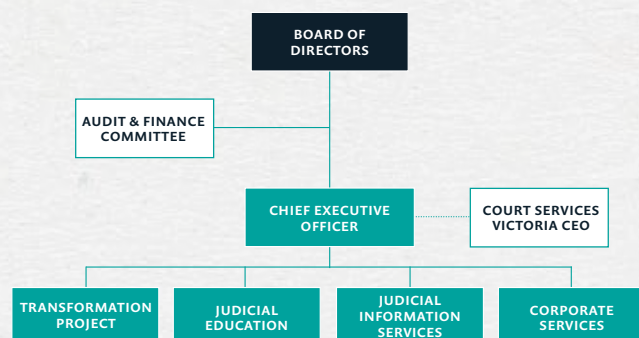 BOARD OF
DIRECTORS
AUDIT & FINANCE
COMMITTEE
CHIEF EXECUTIVE
OFFICER
COURT SERVICES
VICTORIA CEO
TRANSFORMATION
PROJECT
JUDICIAL
EDUCATION
JUDICIAL
INFORMATION
SERVICES
CORPORATE
SERVICES